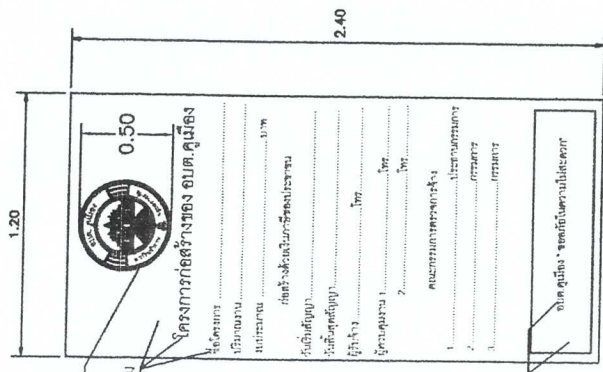 1.20
2.40
0.50
โครงการก่อสร้างของ อบต.คูเมือง
ชื่อโครงการ
ปริมาณงาน
งบประมาณ บาท
ก่อสร้างด้วยเงินภาษีของประชาชน
วันเริ่มสัญญา
วันสิ้นสุดสัญญา
ผู้รับจ้าง โทร.
ผู้ควบคุมงาน 1. โทร.
2. โทร.
คณะกรรมการตรวจการจ้าง
1. ประธานกรรมการ
2. กรรมการ
3. กรรมการ
อบต.คูเมือง " ขออภัยในความไม่สะดวก"